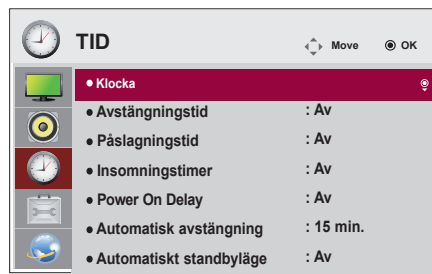 TID Move OK
• Klocka
• Avstängningstid : Av
• Påslagningstid : Av
• Insomningstimer : Av
• Power On Delay : Av
• Automatisk avstängning : 15 min.
• Automatiskt standbyläge : Av